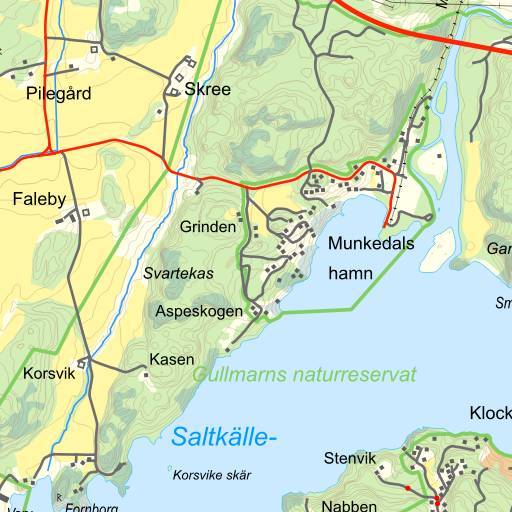 Pilegård
Skree
Faleby
Grinden
Munkedals
hamn
Svartekas
Aspeskogen
Kasen
Korsvik
Gullmarns naturreservat
Klock
Saltkälle-
Stenvik
Korsvike skär
Nabben
Fornborg